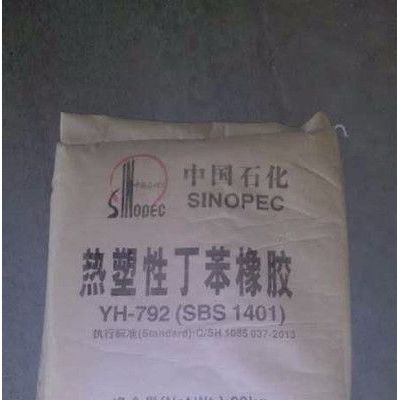 中国石化
SINOPEC
SINOPEC
热塑性丁苯橡胶
YH-792 (SBS 1401)
执行标准(Standard):Q/SH 1085 037-2013